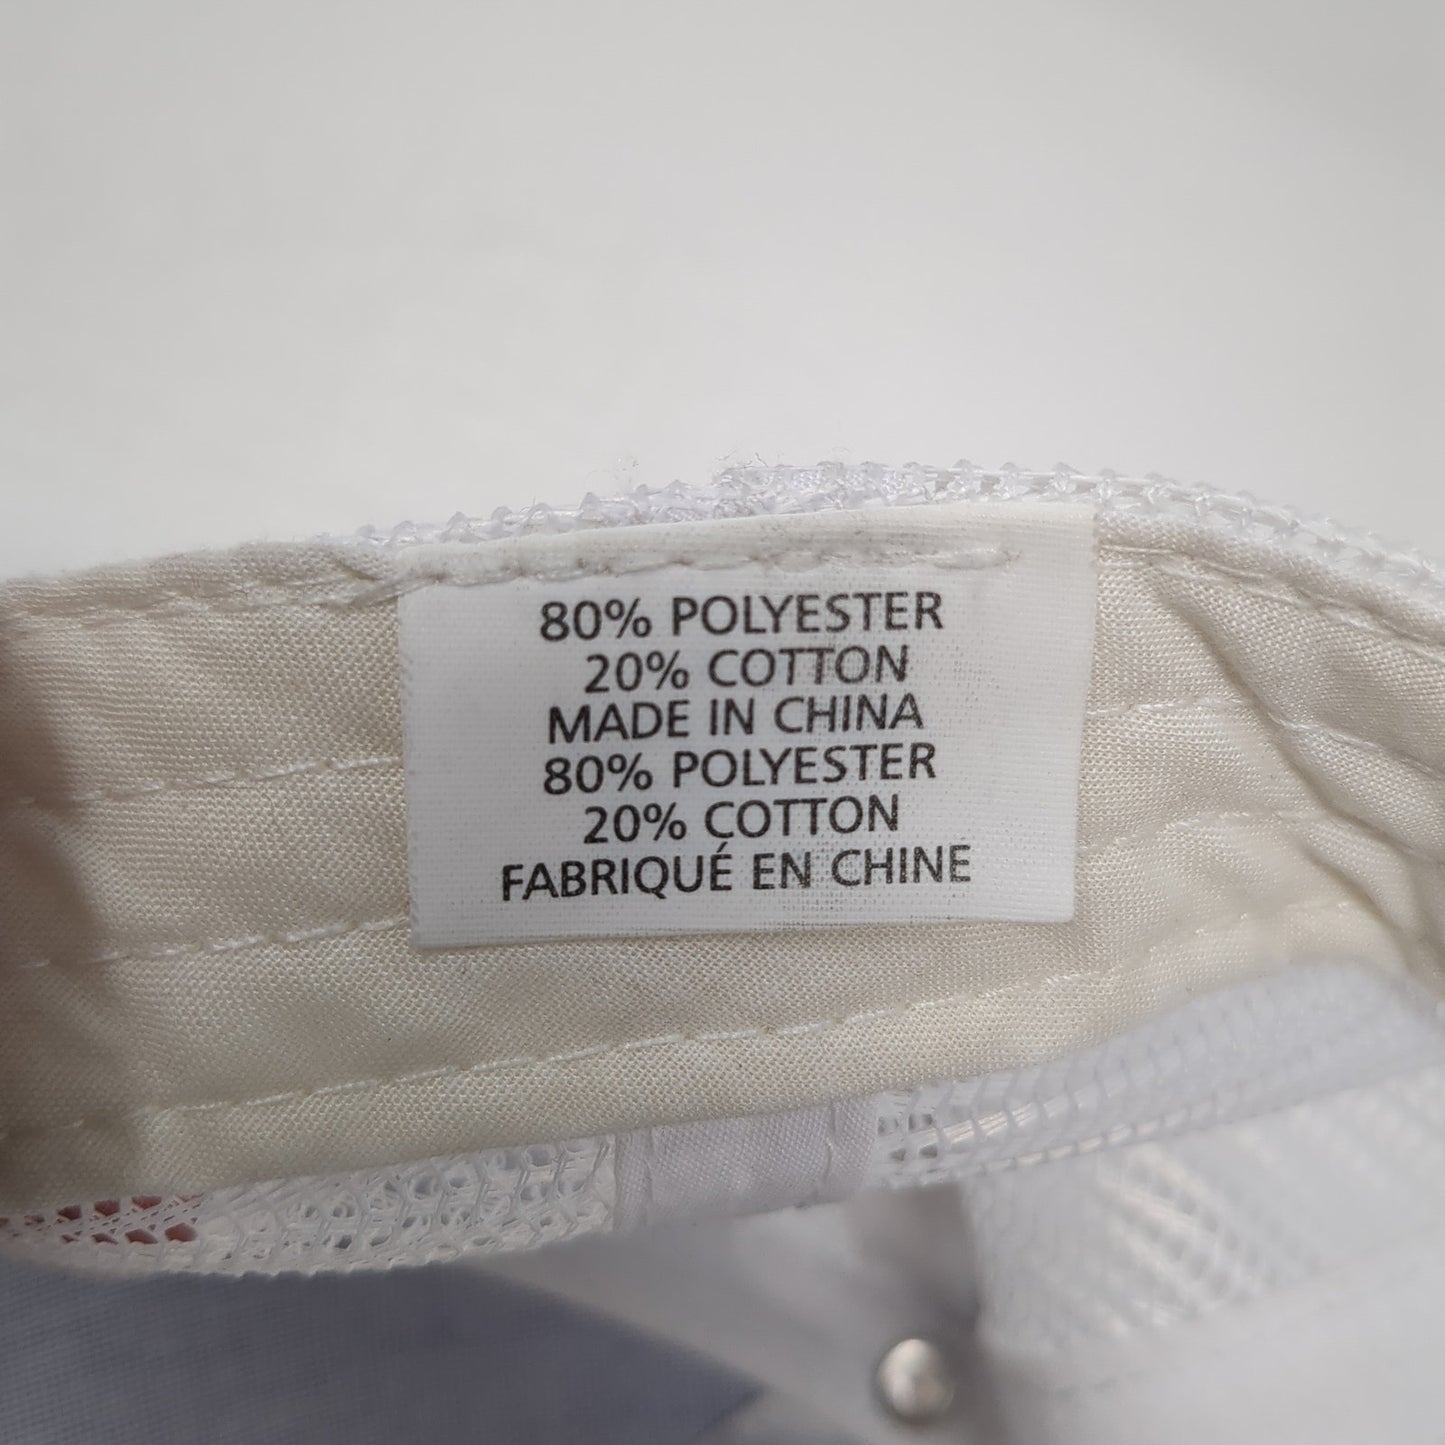 80% POLYESTER
20% COTTON
MADE IN CHINA
80% POLYESTER
20% COTTON
FABRIQUÉ EN CHINE